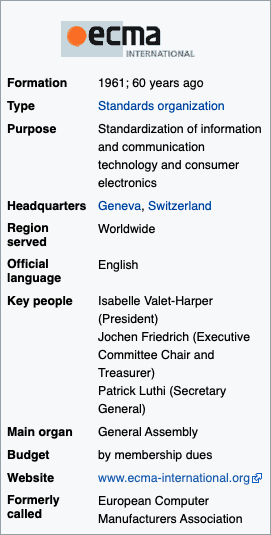 ecma
INTERNATIONAL
Formation 1961; 60 years ago
Type Standards organization
Purpose Standardization of information
and communication
technology and consumer
electronics
Headquarters Geneva, Switzerland
Region Worldwide
served
Official English
language
Key people Isabelle Valet-Harper
(President)
Jochen Friedrich (Executive
Committee Chair and
Treasurer)
Patrick Luthi (Secretary
General)
Main organ General Assembly
Budget by membership dues
Website www.ecma-international.org
Formerly European Computer
called Manufacturers Association